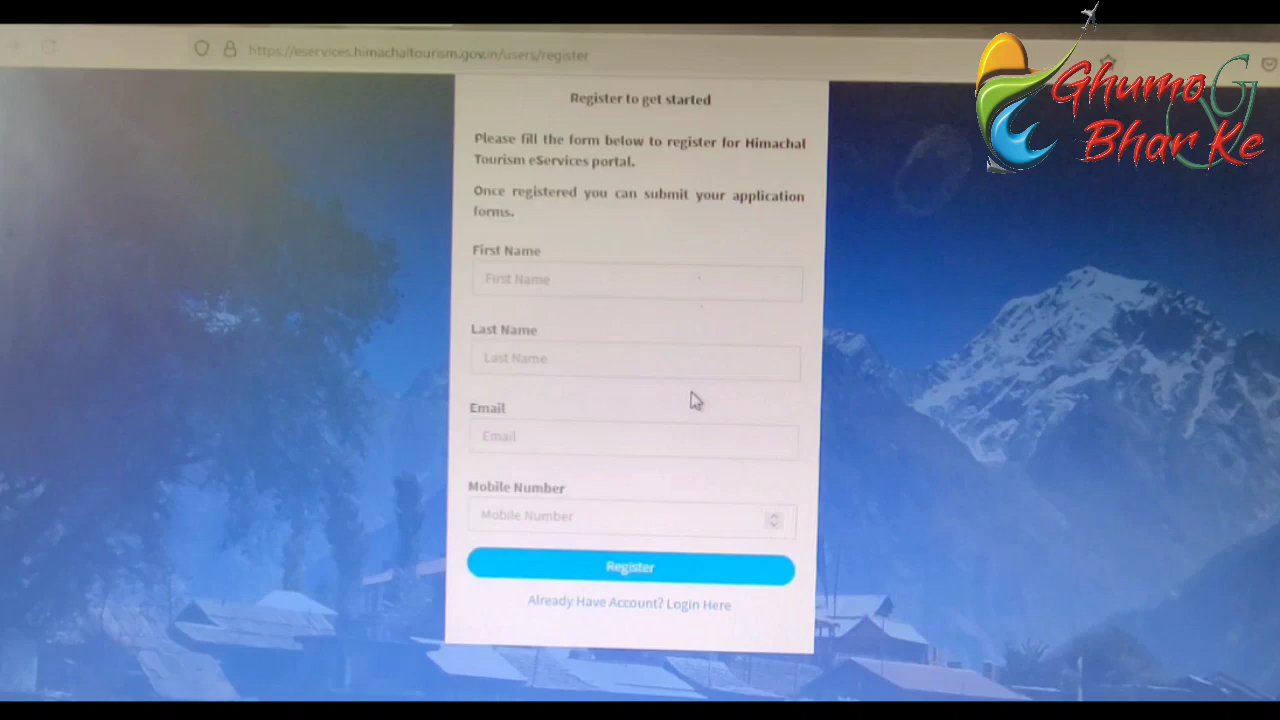 https://eservices.himachaltourism.gov.in/users/register
Ghumo G
Bhar Ke
Register to get started
Please fill the form below to register for Himachal
Tourism eServices portal.
Once registered you can submit your application
forms.
First Name
First Name
Last Name
Last Name
Email
Email
Mobile Number
Mobile Number
Register
Already Have Account? Login Here